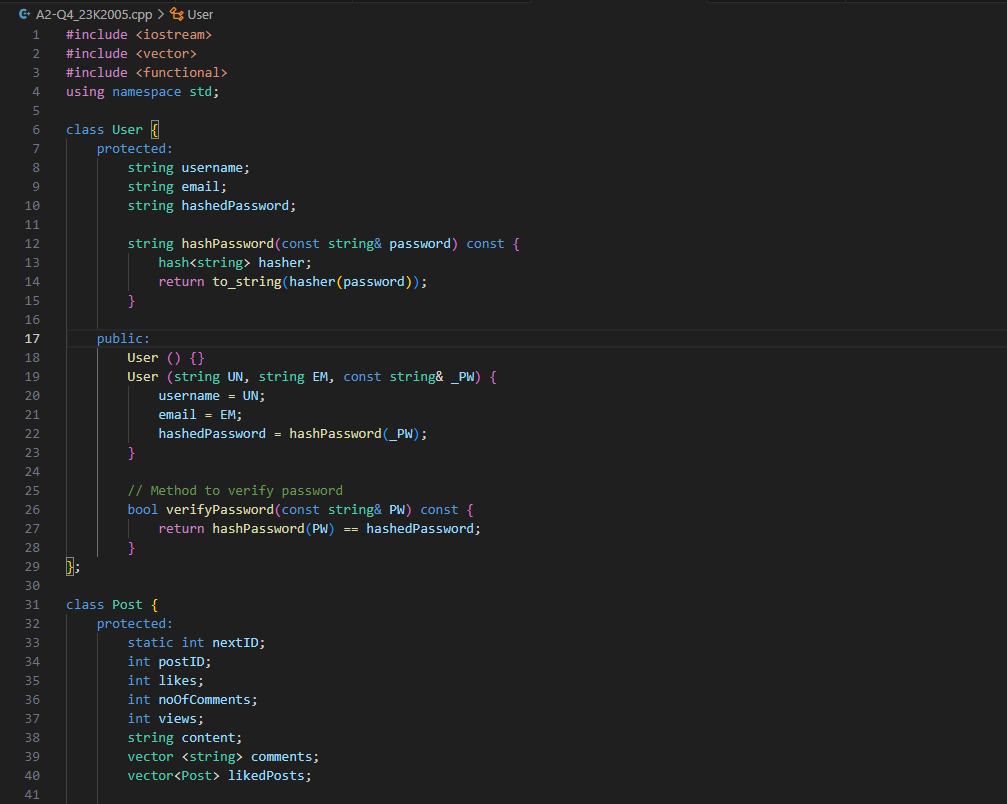 A2-Q4_23K2005.cpp > User
1 #include <iostream>
2 #include <vector>
3 #include <functional>
4 using namespace std;
5
6 class User {
7 protected:
8 string username;
9 string email;
10 string hashedPassword;
11
12 string hashPassword(const string& password) const {
13 hash<string> hasher;
14 return to_string(hasher(password));
15 }
16
17 public:
18 User () {}
19 User (string UN, string EM, const string& _PW) {
20 username = UN;
21 email = EM;
22 hashedPassword = hashPassword(_PW);
23 }
24
25 // Method to verify password
26 bool verifyPassword(const string& PW) const {
27 return hashPassword(PW) == hashedPassword;
28 }
29 };
30
31 class Post {
32 protected:
33 static int nextID;
34 int postID;
35 int likes;
36 int noOfComments;
37 int views;
38 string content;
39 vector <string> comments;
40 vector<Post> likedPosts;
41